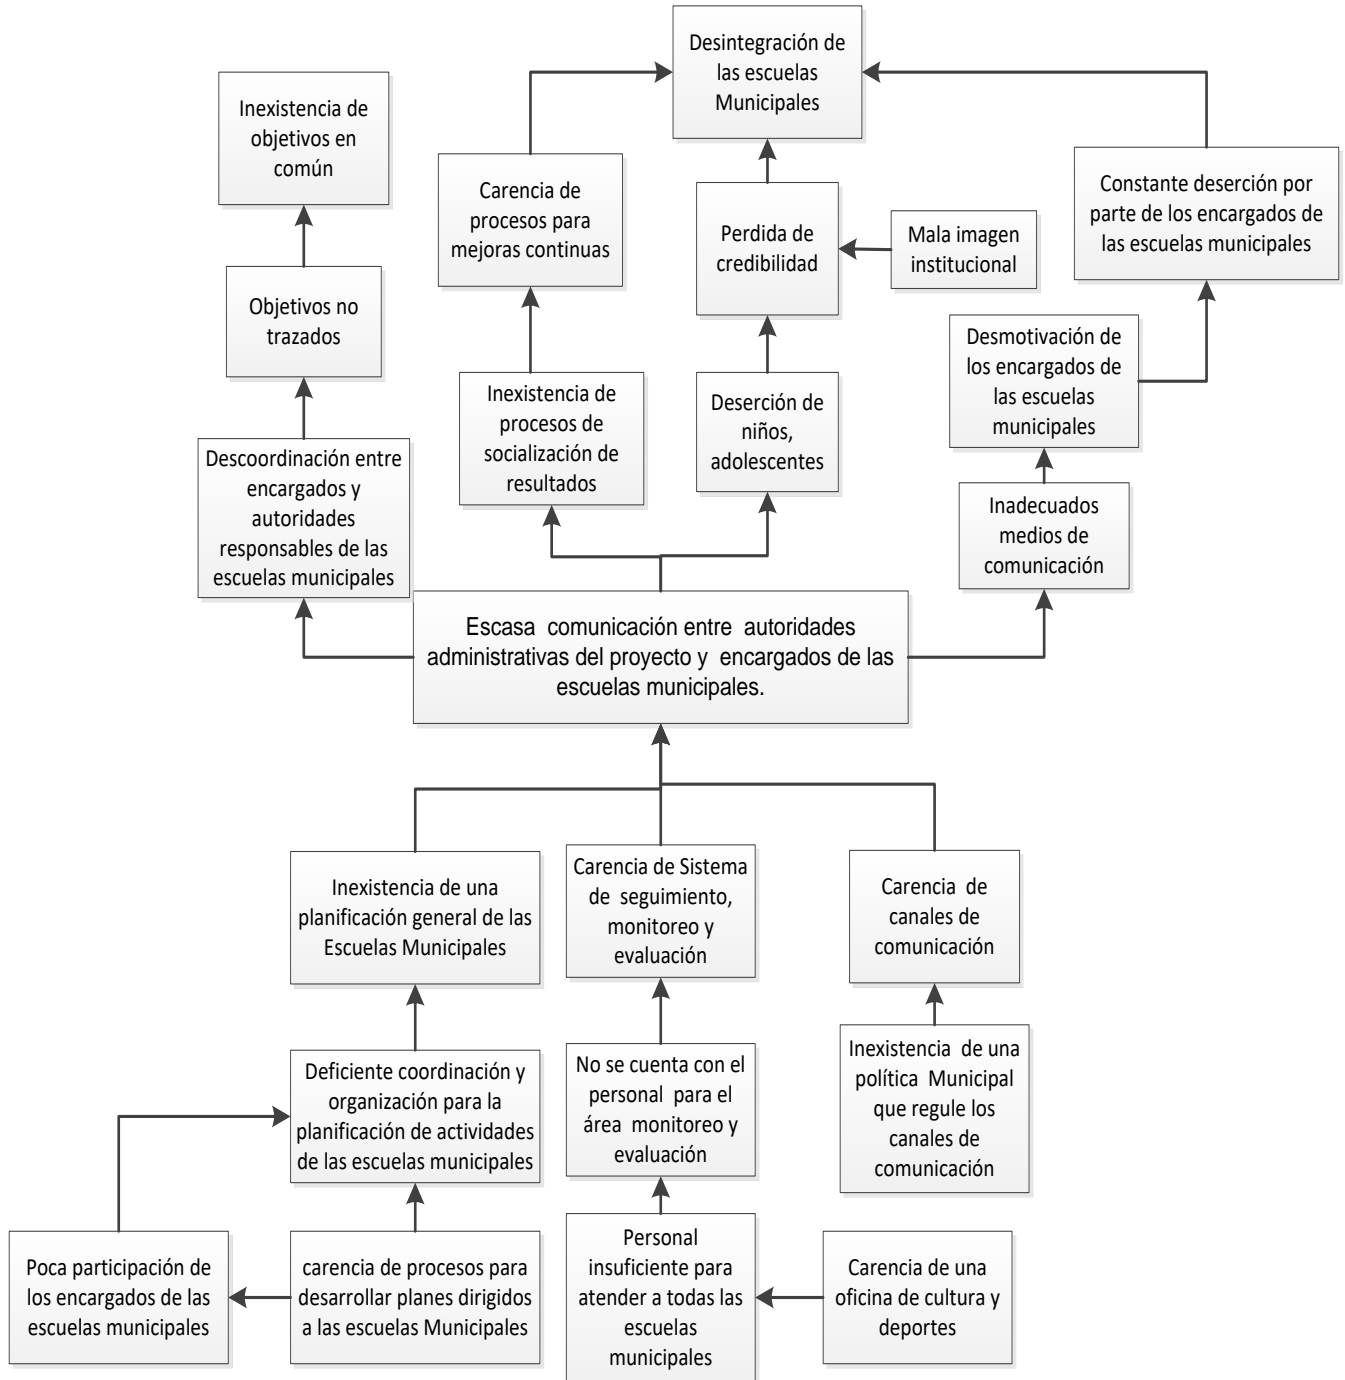 Desintegración de
las escuelas
Municipales
Inexistencia de
objetivos en
común
Carencia de
procesos para
mejoras continuas
Perdida de
credibilidad
Mala imagen
institucional
Constante deserción por
parte de los encargados de
las escuelas municipales
Objetivos no
trazados
Desmotivación de
los encargados de
las escuelas
municipales
Inexistencia de
procesos de
socialización de
resultados
Deserción de
niños,
adolescentes
Descoordinación entre
encargados y
autoridades
responsables de las
escuelas municipales
Inadecuados
medios de
comunicación
Escasa comunicación entre autoridades
administrativas del proyecto y encargados de las
escuelas municipales.
Inexistencia de una
planificación general de las
Escuelas Municipales
Carencia de Sistema
de seguimiento,
monitoreo y
evaluación
Carencia de
canales de
comunicación
Deficiente coordinación y
organización para la
planificación de actividades
de las escuelas municipales
No se cuenta con el
personal para el
área monitoreo y
evaluación
Inexistencia de una
política Municipal
que regule los
canales de
comunicación
Poca participación de
los encargados de las
escuelas municipales
carencia de procesos para
desarrollar planes dirigidos
a las escuelas Municipales
Personal
insuficiente para
atender a todas las
escuelas
municipales
Carencia de una
oficina de cultura y
deportes